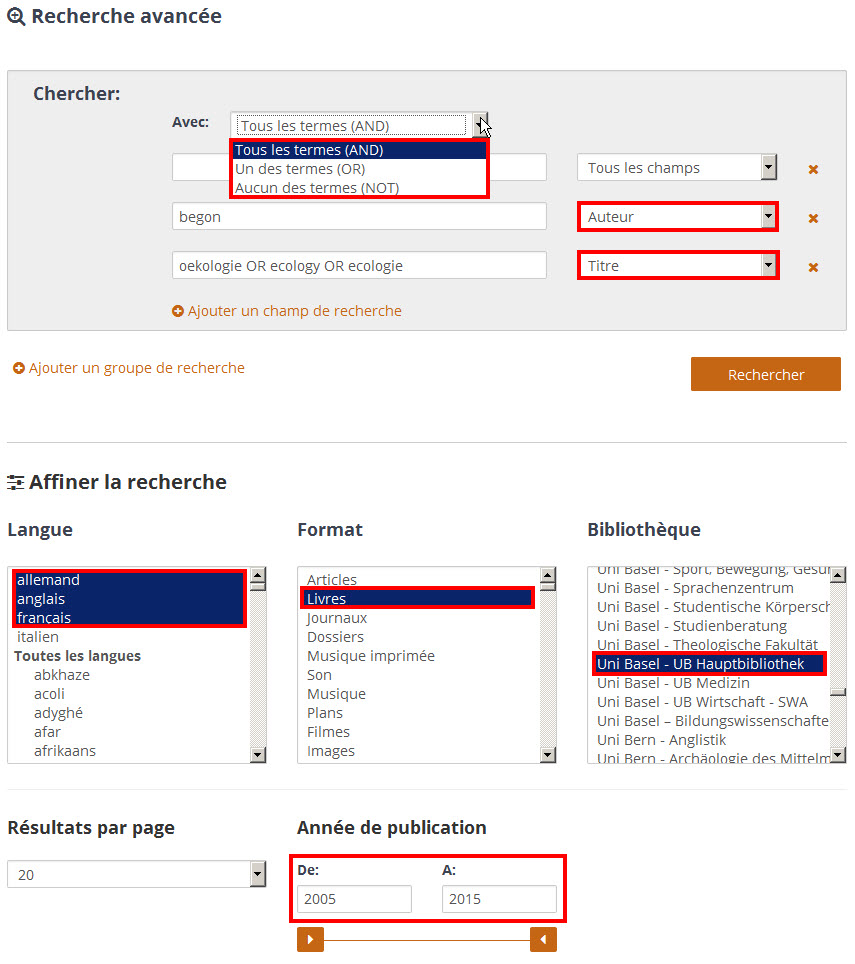 Recherche avancée
Chercher:
Avec: Tous les termes (AND)
Tous les termes (AND)
Un des termes (OR)
Aucun des termes (NOT)
Tous les champs
begon Auteur
oekologie OR ecology OR ecologie Titre
Ajouter un champ de recherche
Ajouter un groupe de recherche
Rechercher
Affiner la recherche
Langue
allemand
anglais
français
italien
Toutes les langues
abkhaze
acoli
adyghé
afar
afrikaans
Format
Articles
Livres
Journaux
Dossiers
Musique imprimée
Son
Musique
Plans
Filmes
Images
Bibliothèque
Uni Basel - Sport, Bewegung, Gesun
Uni Basel - Sprachenzentrum
Uni Basel - Studentische Körpersch
Uni Basel - Studienberatung
Uni Basel - Theologische Fakultät
Uni Basel - UB Hauptbibliothek
Uni Basel - UB Medizin
Uni Basel - UB Wirtschaft - SWA
Uni Basel – Bildungswissenschafte
Uni Bern - Anglistik
Uni Bern - Archäologie des Mittelm
Résultats par page
20
Année de publication
De: A:
2005 2015